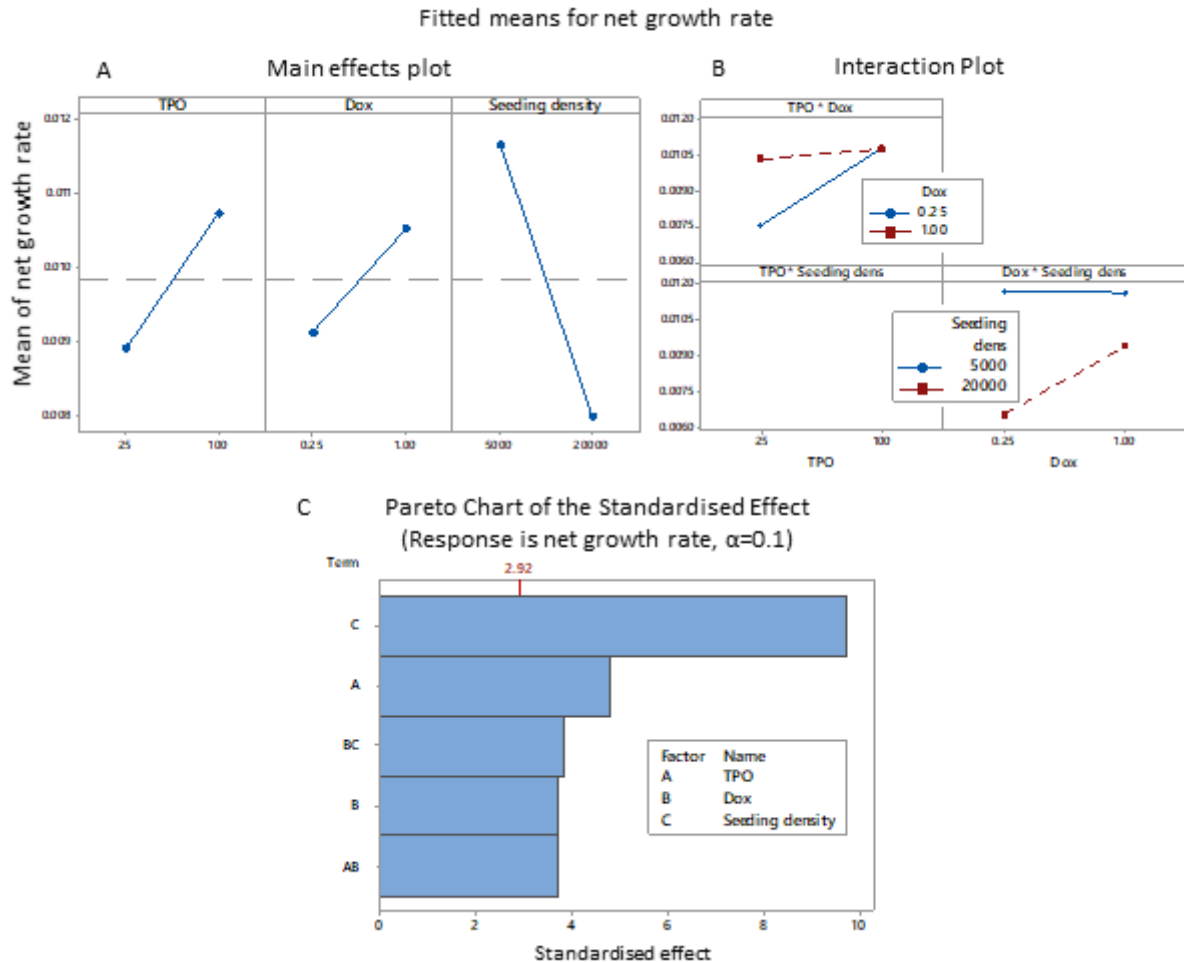 Fitted means for net growth rate
A
Main effects plot
TPO
Dox
Seeding density
Mean of net growth rate
0.012
0.011
0.010
0.009
0.008
25
100
0.25
1.00
5000
20000
B
Interaction Plot
TPO * Dox
0.0120
0.0105
0.0090
0.0075
0.0060
Dox
0.25
1.00
TPO * Seeding dens
Dox * Seeding dens
0.0120
0.0105
0.0090
0.0075
0.0060
Seeding
dens
5000
20000
25
100
0.25
1.00
TPO
Dox
C
Pareto Chart of the Standardised Effect
(Response is net growth rate, α=0.1)
Term
2.92
C
A
BC
B
AB
Factor Name
A TPO
B Dox
C Seeding density
0 2 4 6 8 10
Standardised effect